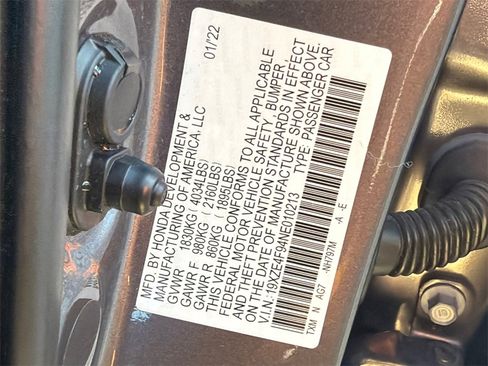 MFD. BY HONDA DEVELOPMENT &
MANUFACTURING OF AMERICA, LLC
01/22
GVWR 1830KG( 4034LBS)
GAWR F 980KG ( 2160LBS)
GAWR R 860KG ( 1895LBS)
THIS VEHICLE CONFORMS TO ALL APPLICABLE
FEDERAL MOTOR VEHICLE SAFETY, BUMPER,
AND THEFT PREVENTION STANDARDS IN EFFECT
ON THE DATE OF MANUFACTURE SHOWN ABOVE.
V.I.N.:19XZE4F94NE010213 TYPE: PASSENGER CAR
TXM N AG7 -NH797M -A -E